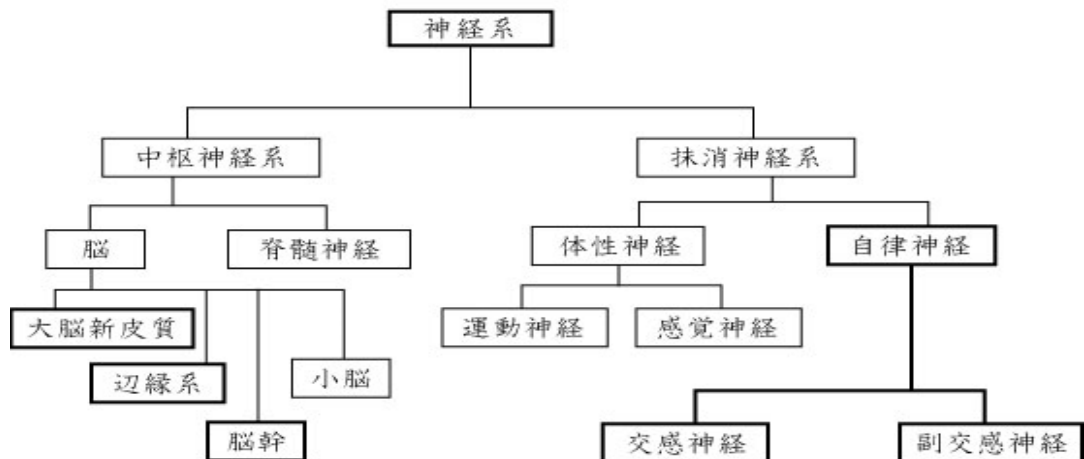 神経系
中枢神経系
抹消神経系
脳
脊髄神経
体性神経
自律神経
大脳新皮質
運動神経
感覚神経
辺縁系
小脳
脳幹
交感神経
副交感神経